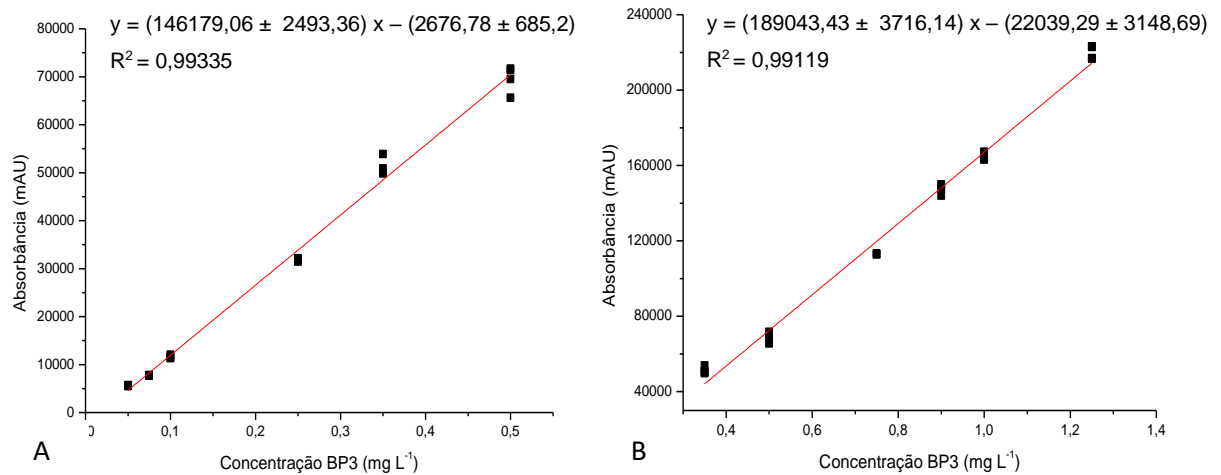 y = (146179,06 ± 2493,36) x – (2676,78 ± 685,2)
R² = 0,99335
80000
70000
60000
50000
40000
30000
20000
10000
0
Absorbância (mAU)
0
0,1
0,2
0,3
0,4
0,5
A
Concentração BP3 (mg L⁻¹)
y = (189043,43 ± 3716,14) x – (22039,29 ± 3148,69)
R² = 0,99119
240000
200000
160000
120000
80000
40000
Absorbância (mAU)
0,4
0,6
0,8
1,0
1,2
1,4
B
Concentração BP3 (mg L⁻¹)